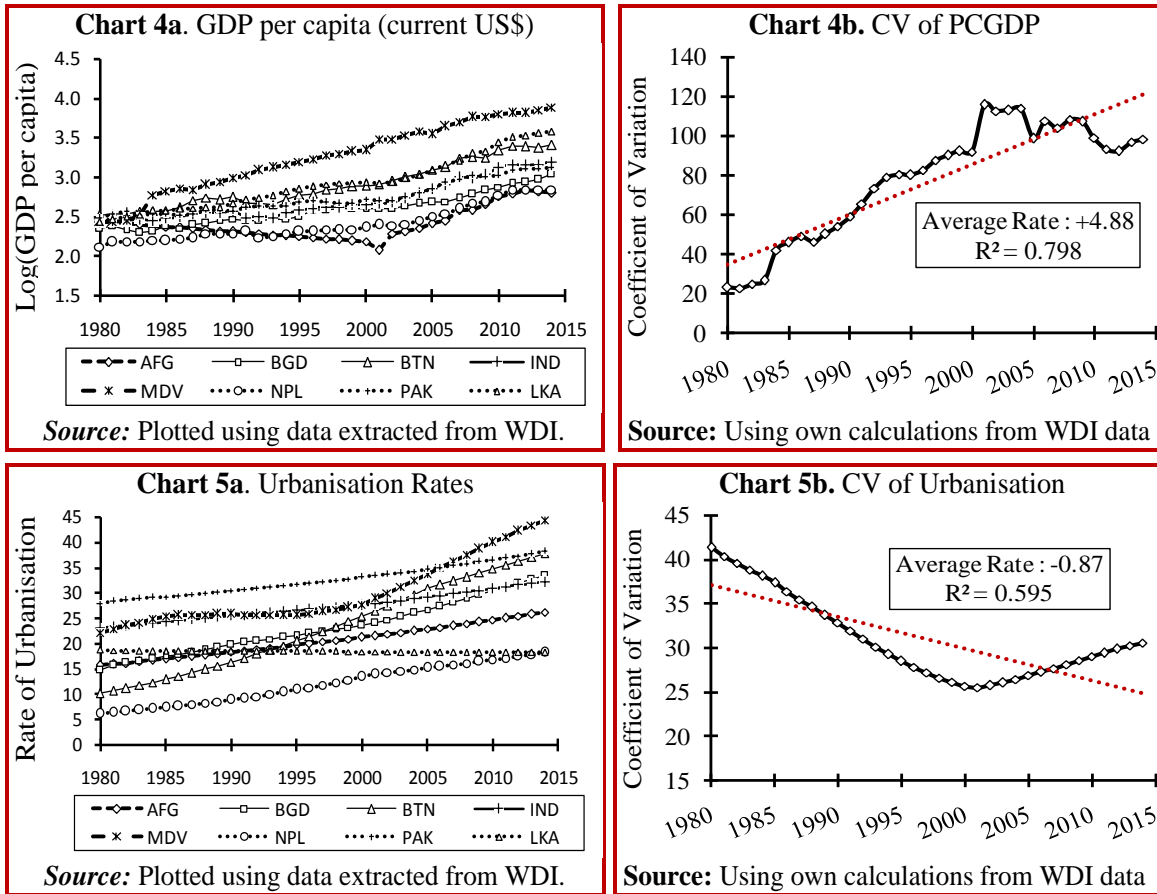 Chart 4a. GDP per capita (current US$)
Log(GDP per capita)
4.5
4.0
3.5
3.0
2.5
2.0
1.5
1980 1985 1990 1995 2000 2005 2010 2015
AFG BGD BTN IND
MDV NPL PAK LKA
Source: Plotted using data extracted from WDI.
Chart 4b. CV of PCGDP
Coefficient of Variation
140
120
100
80
60
40
20
0
Average Rate : +4.88
R² = 0.798
1980 1985 1990 1995 2000 2005 2010 2015
Source: Using own calculations from WDI data
Chart 5a. Urbanisation Rates
Rate of Urbanisation
45
40
35
30
25
20
15
10
5
0
1980 1985 1990 1995 2000 2005 2010 2015
AFG BGD BTN IND
MDV NPL PAK LKA
Source: Plotted using data extracted from WDI.
Chart 5b. CV of Urbanisation
Coefficient of Variation
45
40
35
30
25
20
15
Average Rate : -0.87
R² = 0.595
1980 1985 1990 1995 2000 2005 2010 2015
Source: Using own calculations from WDI data